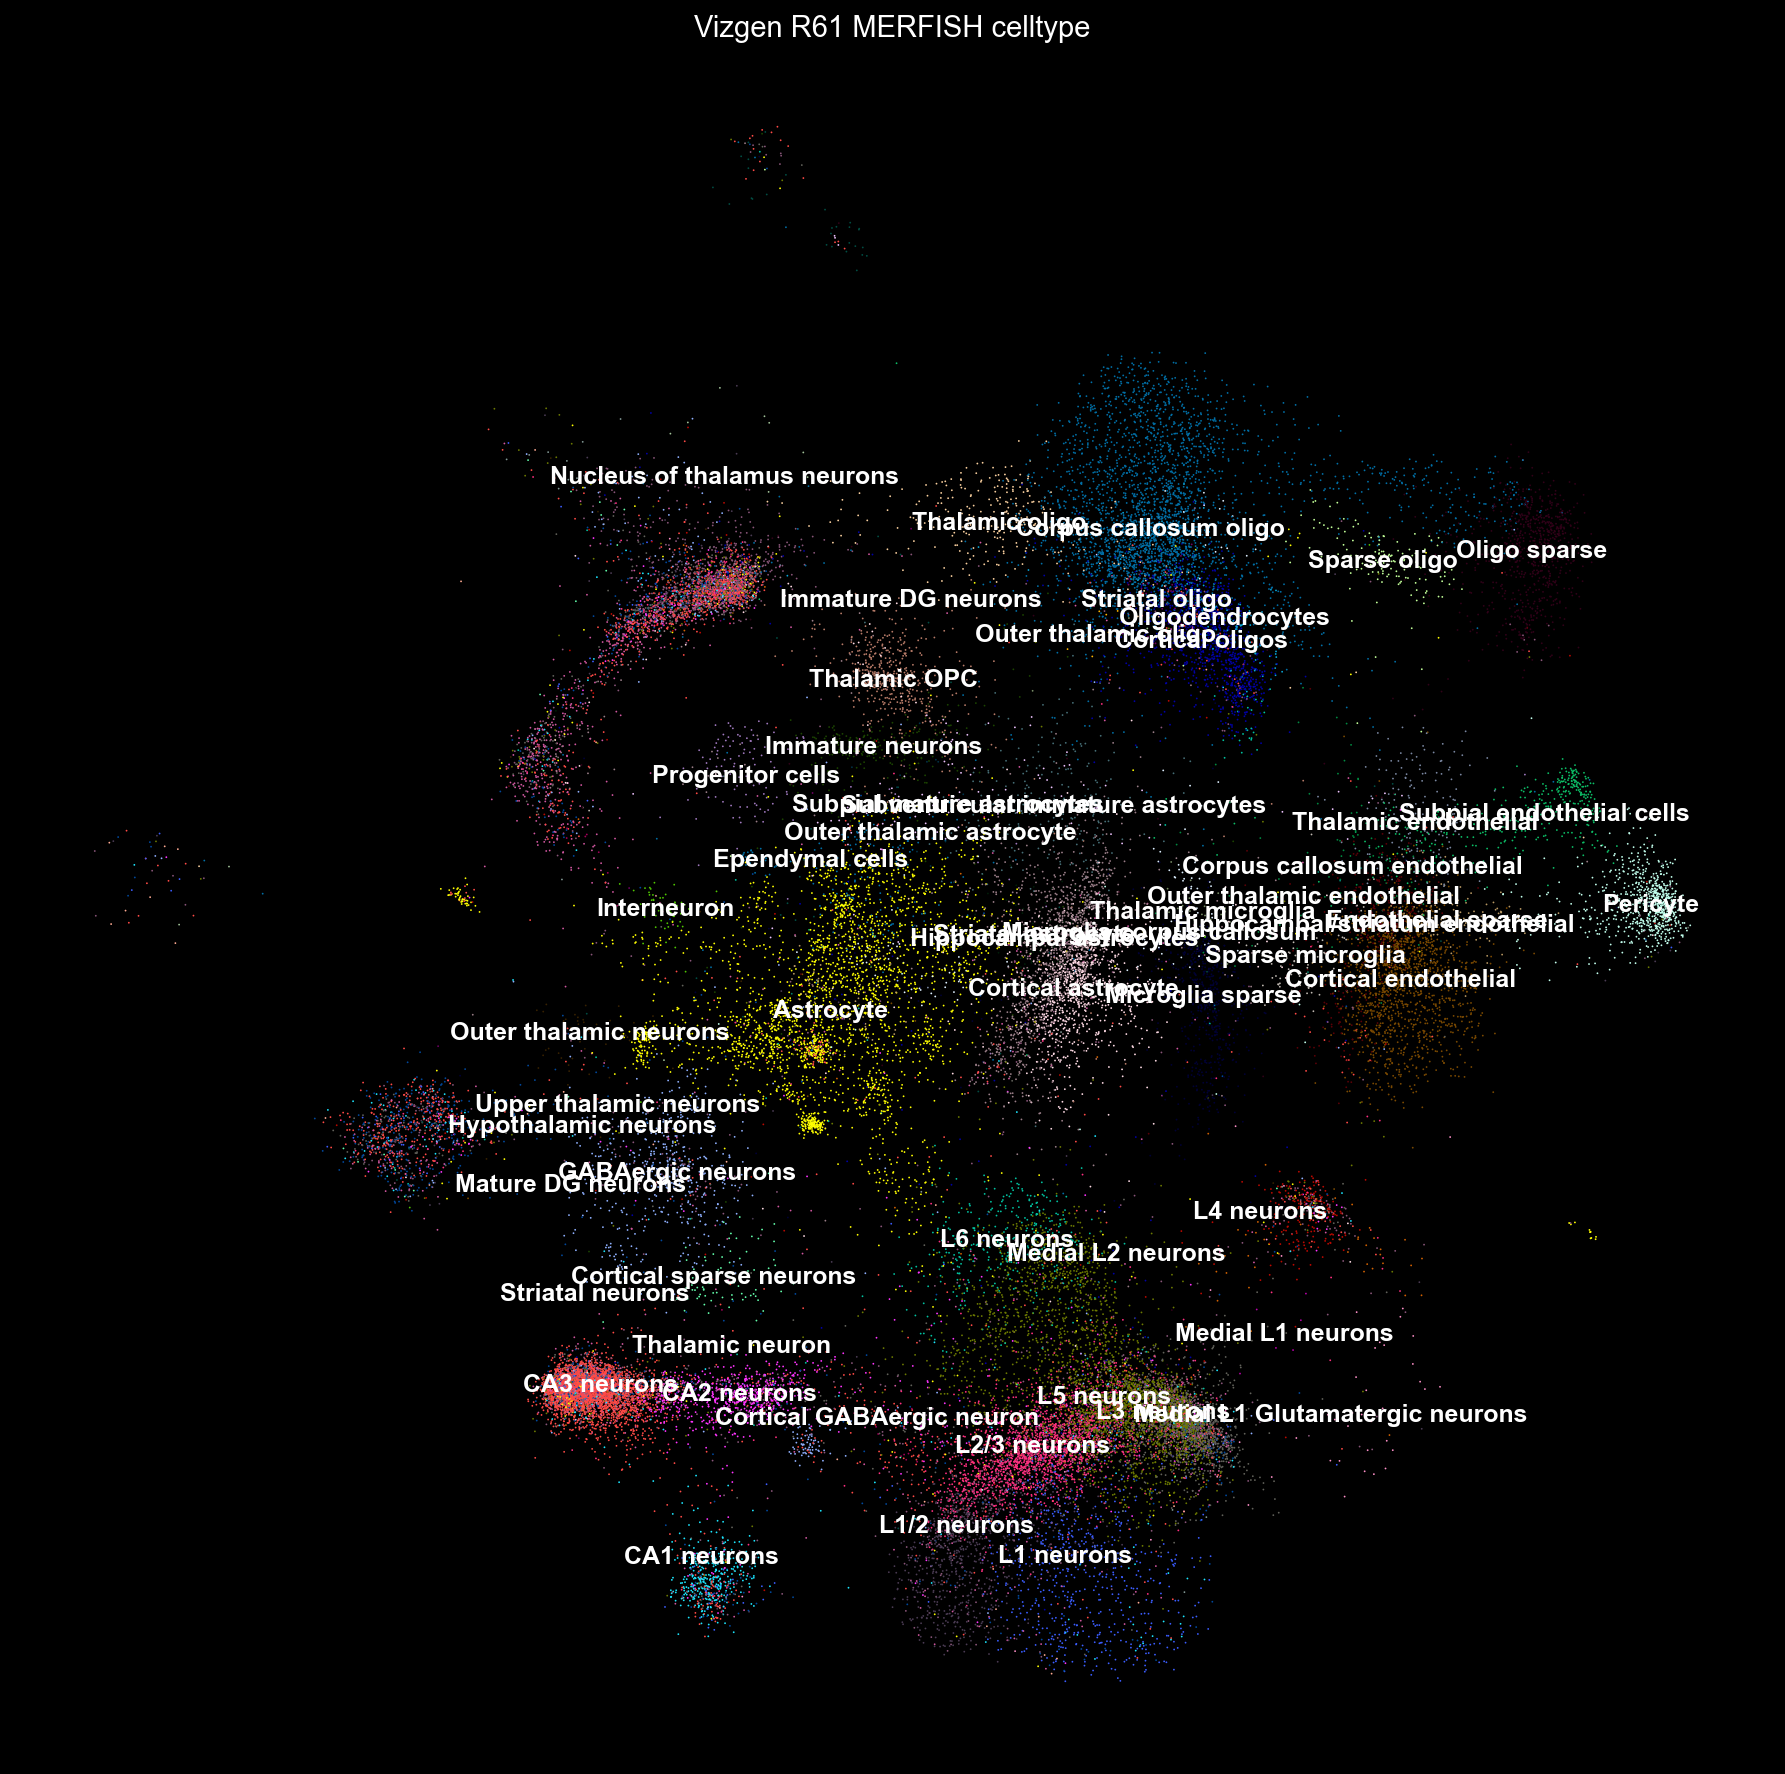 Vizgen R61 MERFISH celltype
Nucleus of thalamus neurons
Thalamic oligo
Corpus callosum oligo
Oligo sparse
Sparse oligo
Immature DG neurons
Striatal oligo
Oligodendrocytes
Outer thalamic oligo
Cortical oligos
Thalamic OPC
Immature neurons
Progenitor cells
Subpial mature astrocytes
Subventricular immature astrocytes
Subpial endothelial cells
Thalamic endothelial
Outer thalamic astrocyte
Ependymal cells
Corpus callosum endothelial
Outer thalamic endothelial
Pericyte
Interneuron
Thalamic microglia
Endothelial sparse
Hippocampal/striatum endothelial
Microglia corpus callosum
Striatal astrocytes
Hippocampal astrocytes
Sparse microglia
Cortical endothelial
Cortical astrocyte
Microglia sparse
Astrocyte
Outer thalamic neurons
Upper thalamic neurons
Hypothalamic neurons
GABAergic neurons
Mature DG neurons
L4 neurons
L6 neurons
Medial L2 neurons
Cortical sparse neurons
Striatal neurons
Medial L1 neurons
Thalamic neuron
CA3 neurons
CA2 neurons
L5 neurons
L3 neurons
Medial L1 Glutamatergic neurons
Cortical GABAergic neuron
L2/3 neurons
L1/2 neurons
CA1 neurons
L1 neurons